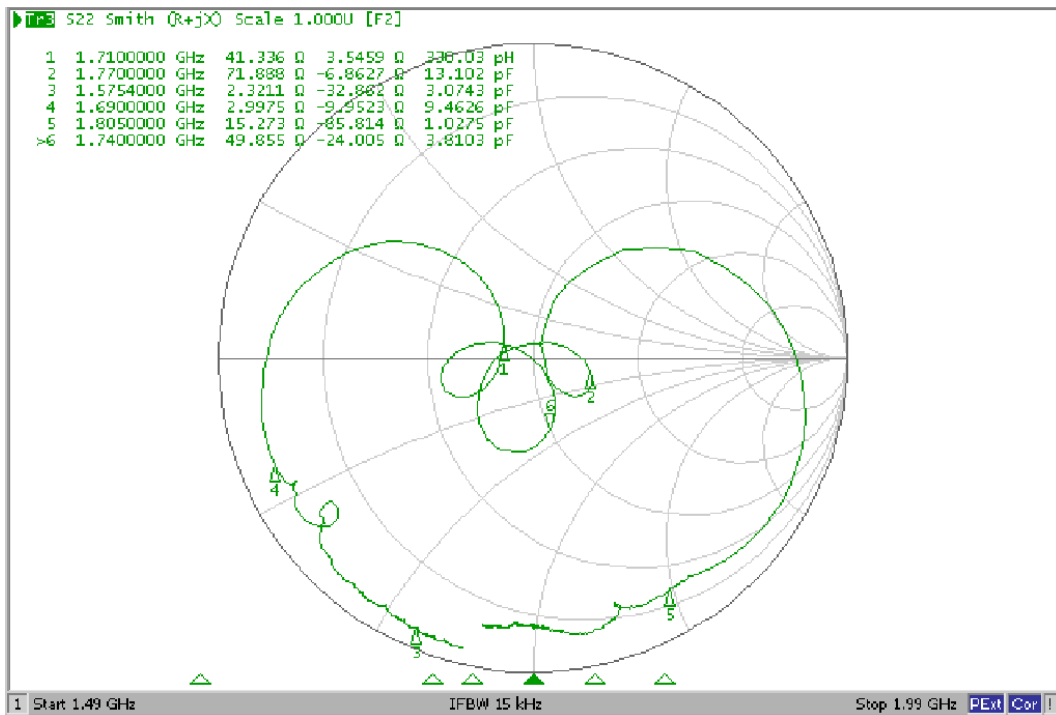 Tr3 S22 Smith (R+jX) Scale 1.000U [F2]
1 1.7100000 GHz 41.336 Ω 3.5459 Ω 330.03 pH
2 1.7700000 GHz 71.888 Ω -6.8627 Ω 13.102 pF
3 1.5754000 GHz 2.3211 Ω -32.862 Ω 3.0743 pF
4 1.6900000 GHz 2.9975 Ω -9.9523 Ω 9.4626 pF
5 1.8050000 GHz 15.273 Ω -85.814 Ω 1.0275 pF
>6 1.7400000 GHz 49.855 Ω -24.005 Ω 3.8103 pF
1
2
6
4
5
3
1 Start 1.49 GHz IFBW 15 kHz Stop 1.99 GHz PExt Cor !